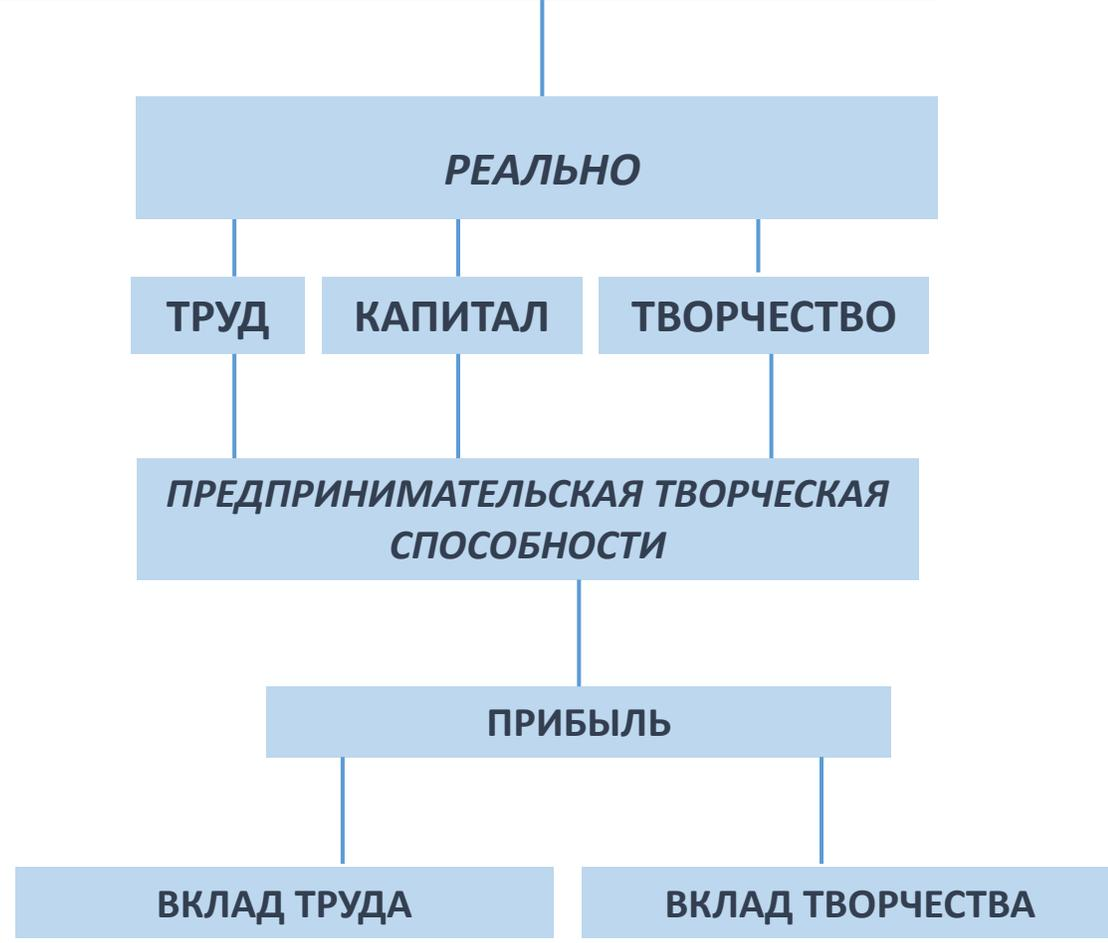 РЕАЛЬНО
ТРУД
КАПИТАЛ
ТВОРЧЕСТВО
ПРЕДПРИНИМАТЕЛЬСКАЯ ТВОРЧЕСКАЯ
СПОСОБНОСТИ
ПРИБЫЛЬ
ВКЛАД ТРУДА
ВКЛАД ТВОРЧЕСТВА